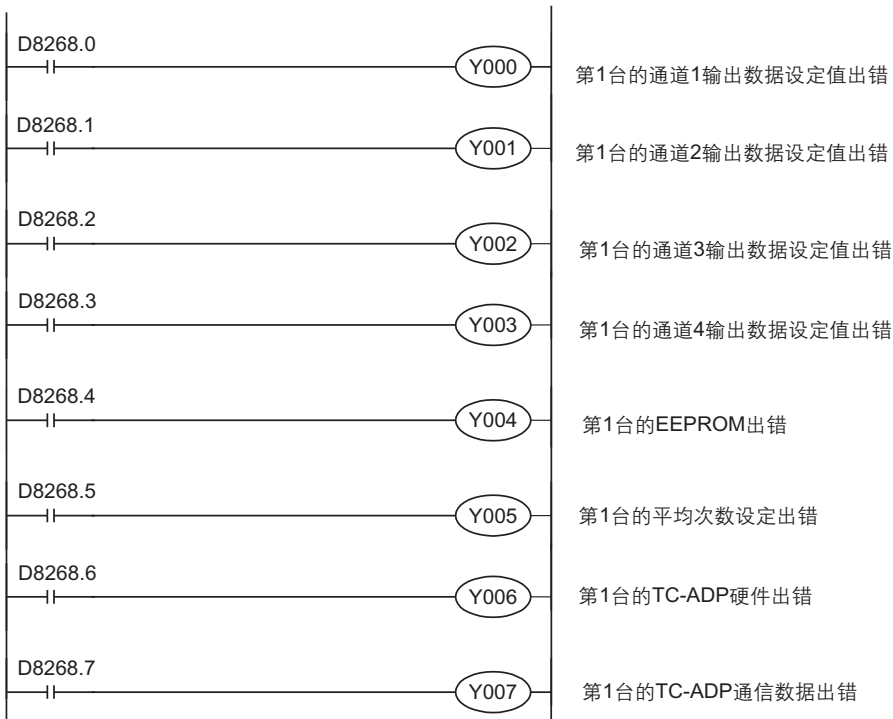 D8268.0
Y000
第1台的通道1输出数据设定值出错
D8268.1
Y001
第1台的通道2输出数据设定值出错
D8268.2
Y002
第1台的通道3输出数据设定值出错
D8268.3
Y003
第1台的通道4输出数据设定值出错
D8268.4
Y004
第1台的EEPROM出错
D8268.5
Y005
第1台的平均次数设定出错
D8268.6
Y006
第1台的TC-ADP硬件出错
D8268.7
Y007
第1台的TC-ADP通信数据出错